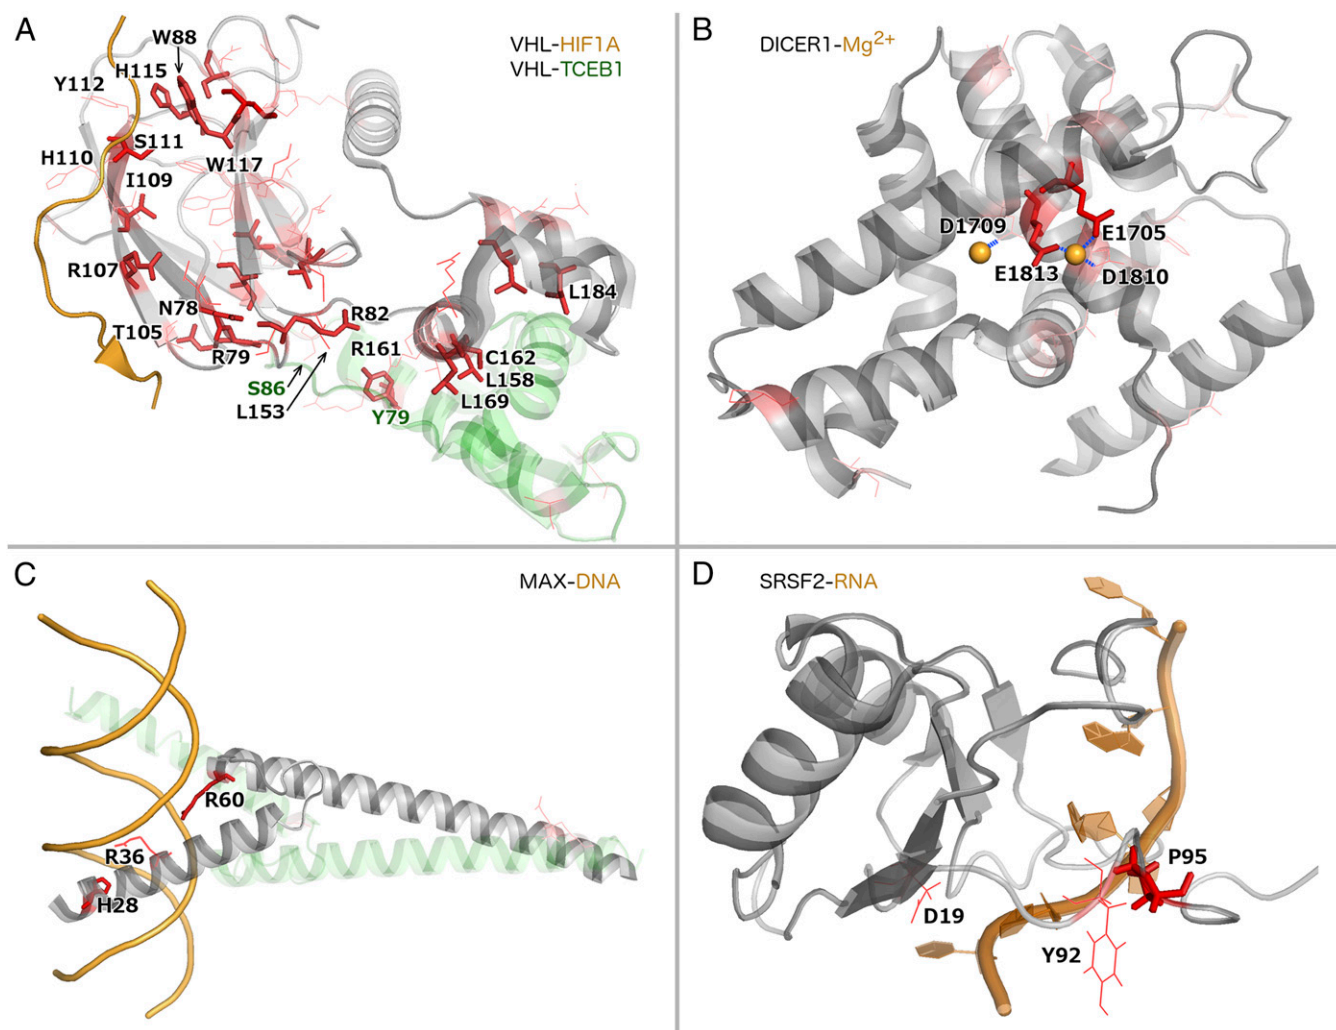 A
VHL-HIF1A
VHL-TCEB1
W88
H115
Y112
S111
H110
W117
I109
R107
N78
T105
R79
R82
R161
S86
L153
Y79
C162
L158
L169
L184
B
DICER1-Mg2+
D1709
E1705
E1813
D1810
C
MAX-DNA
R60
R36
H28
D
SRSF2-RNA
P95
D19
Y92